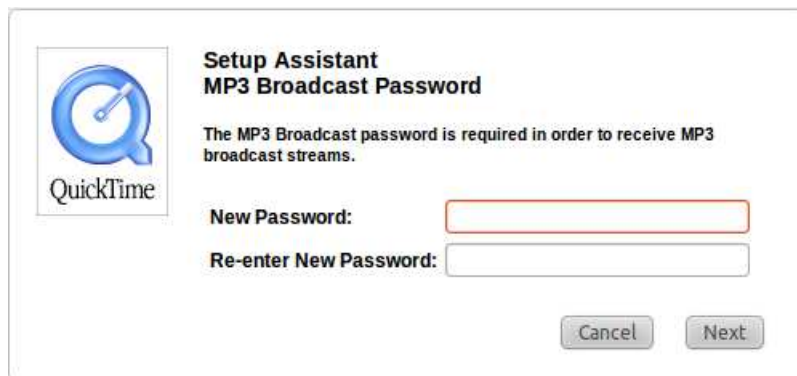 Setup Assistant
MP3 Broadcast Password
The MP3 Broadcast password is required in order to receive MP3
broadcast streams.
QuickTime
New Password:
Re-enter New Password:
Cancel Next